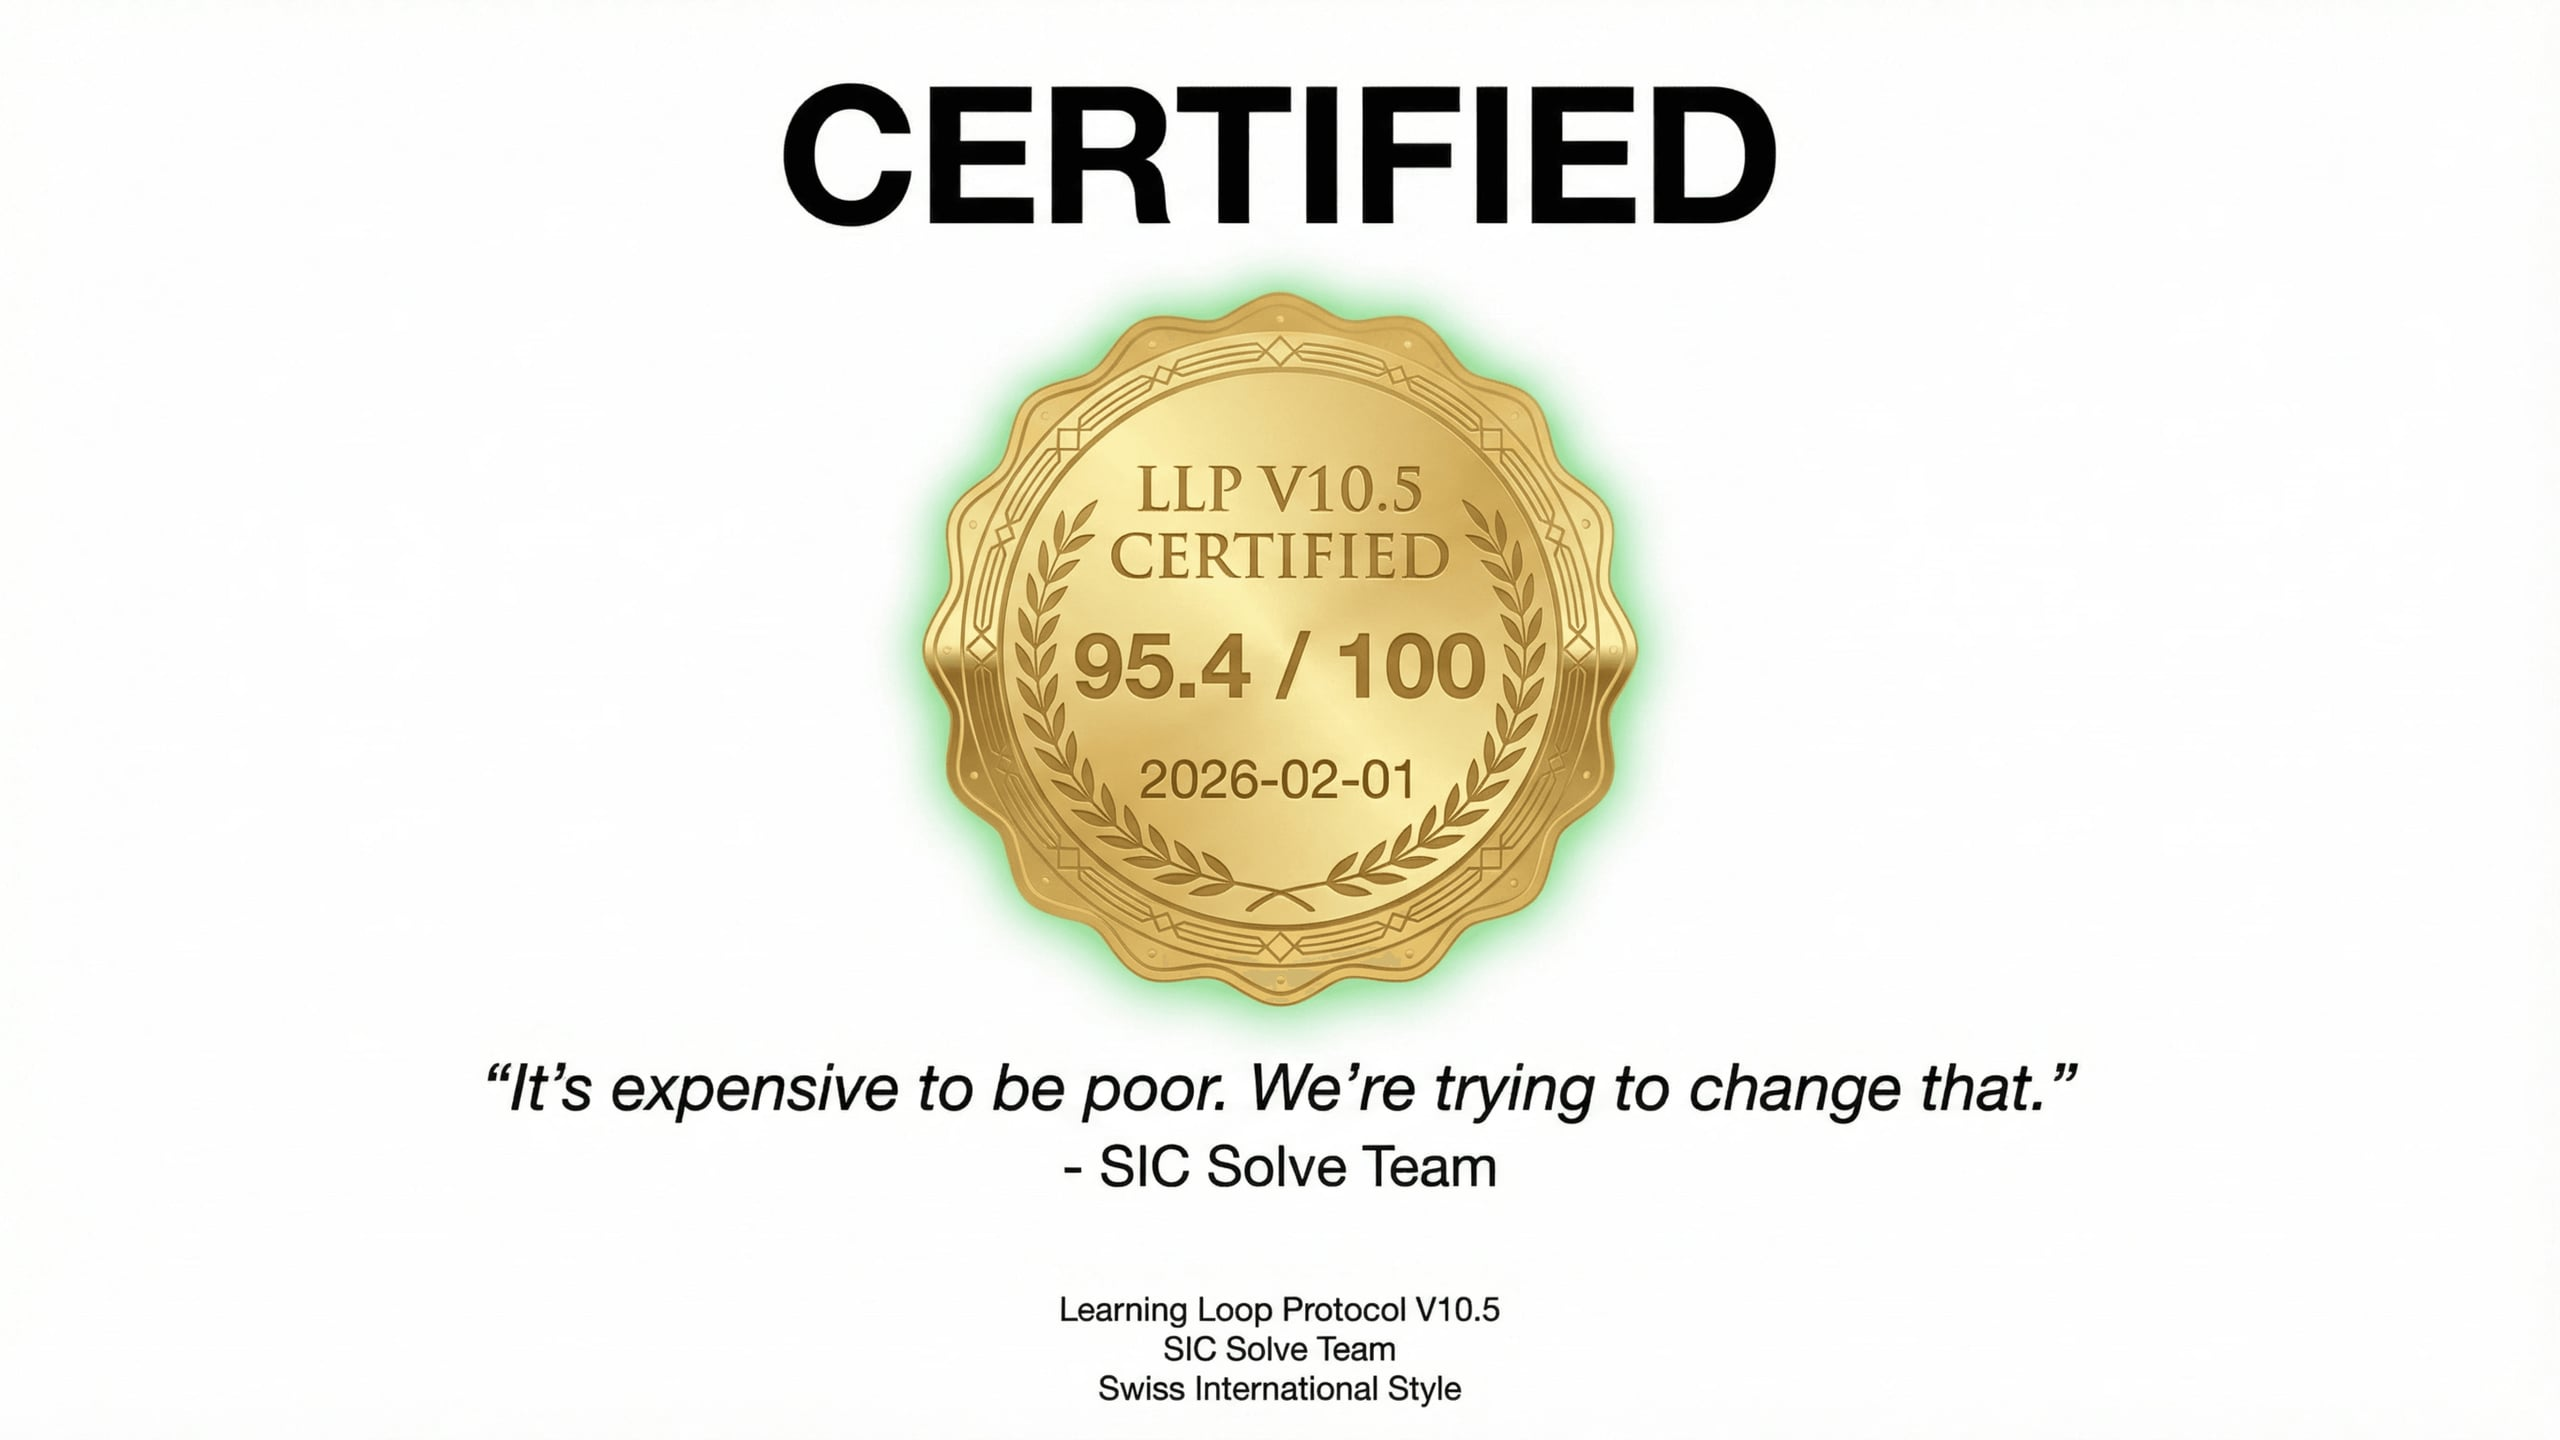 CERTIFIED
LLP V10.5
CERTIFIED
95.4 / 100
2026-02-01
“It’s expensive to be poor. We’re trying to change that.”
- SIC Solve Team
Learning Loop Protocol V10.5
SIC Solve Team
Swiss International Style